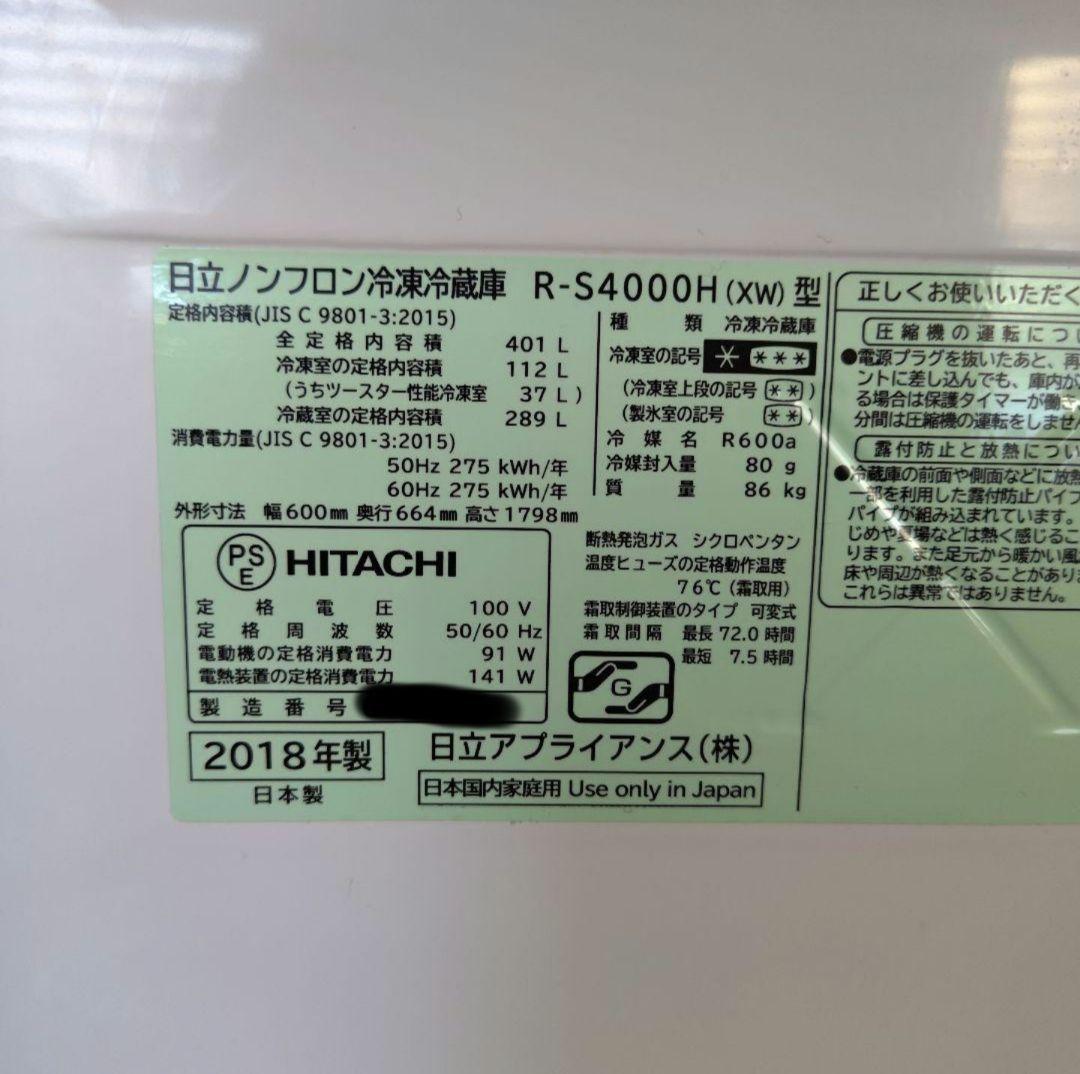 日立ノンフロン冷凍冷蔵庫 R-S4000H (XW) 型
定格内容積(JIS C 9801-3:2015)
全定格内容積 401 L
冷凍室の定格内容積 112 L
(うちツースター性能冷凍室 37 L)
冷蔵室の定格内容積 289 L
消費電力量(JIS C 9801-3:2015)
50Hz 275 kWh/年
60Hz 275 kWh/年
外形寸法 幅600mm 奥行664mm 高さ1798mm
種類 冷凍冷蔵庫
冷凍室の記号 * ***
(冷凍室上段の記号 **)
(製氷室の記号 **)
冷媒名 R600a
冷媒封入量 80 g
質量 86 kg
PS E HITACHI
定格電圧 100 V
定格周波数 50/60 Hz
電動機の定格消費電力 91 W
電熱装置の定格消費電力 141 W
製造番号
2018年製
日本製
断熱発泡ガス シクロペンタン
温度ヒューズの定格動作温度
76℃(霜取用)
霜取制御装置のタイプ 可変式
霜取間隔 最長 72.0 時間
最短 7.5 時間
G
日立アプライアンス(株)
日本国内家庭用 Use only in Japan
正しくお使いいただく
圧縮機の運転につ
●電源プラグを抜いたあと、再
ントに差し込んでも、庫内が
る場合は保護タイマーが働き
分間は圧縮機の運転をしませ
露付防止と放熱につい
●冷蔵庫の前面や側面などに放熱
一部を利用した露付防止パイプ
パイプが組み込まれています。
じめや夏場などは熱く感じるこ
ります。また足元から暖かい風
床や周辺が熱くなることがあり
これらは異常ではありません。